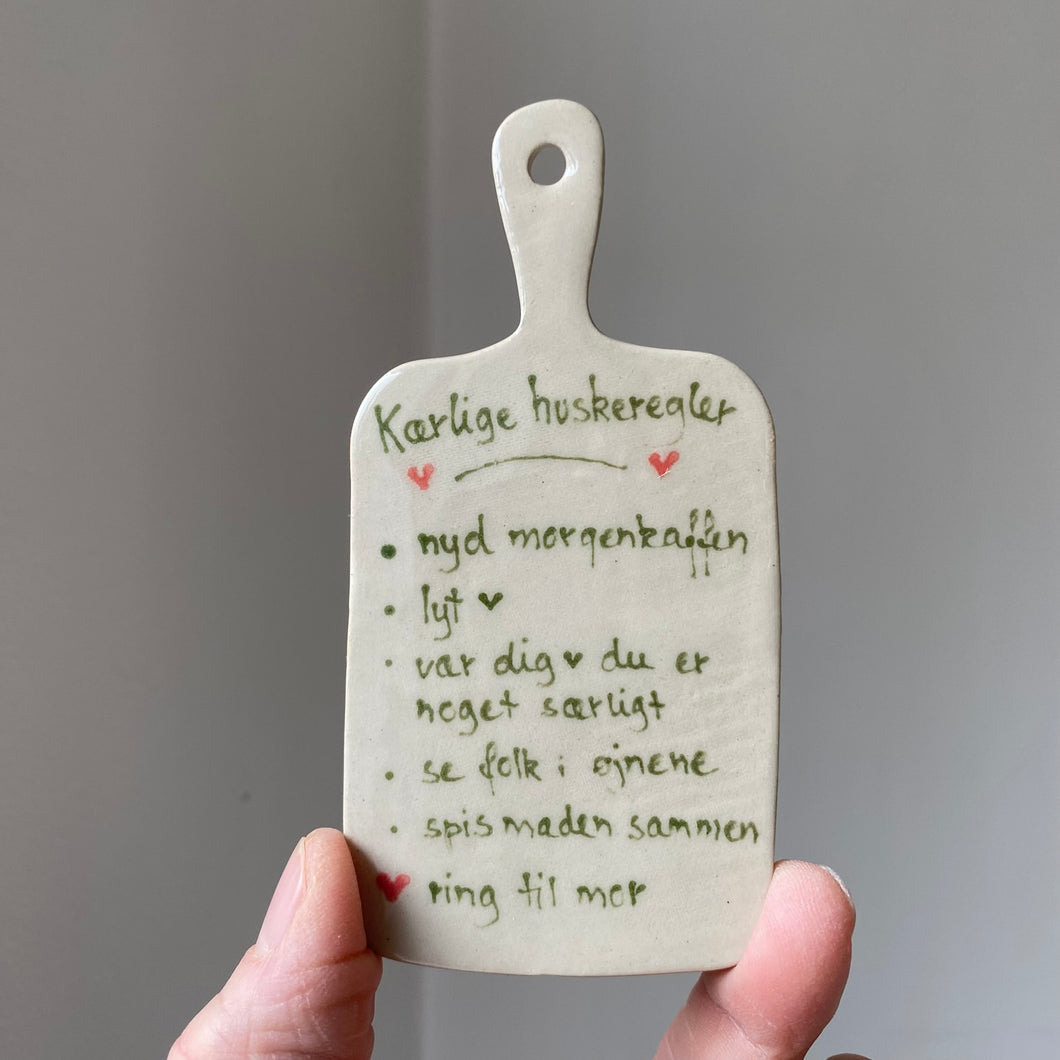 Kærlige huskeregler
• nyd morgenkaffen
• lyt ♥
• vær dig ♥ du er
noget særligt
• se folk i øjnene
• spis maden sammen
♥ ring til mor